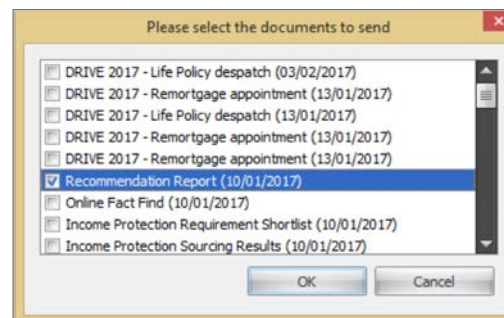 Please select the documents to send
DRIVE 2017 - Life Policy despatch (03/02/2017)
DRIVE 2017 - Remortgage appointment (13/01/2017)
DRIVE 2017 - Life Policy despatch (13/01/2017)
DRIVE 2017 - Remortgage appointment (13/01/2017)
DRIVE 2017 - Remortgage appointment (13/01/2017)
Recommendation Report (10/01/2017)
Online Fact Find (10/01/2017)
Income Protection Requirement Shortlist (10/01/2017)
Income Protection Sourcing Results (10/01/2017)
OK Cancel